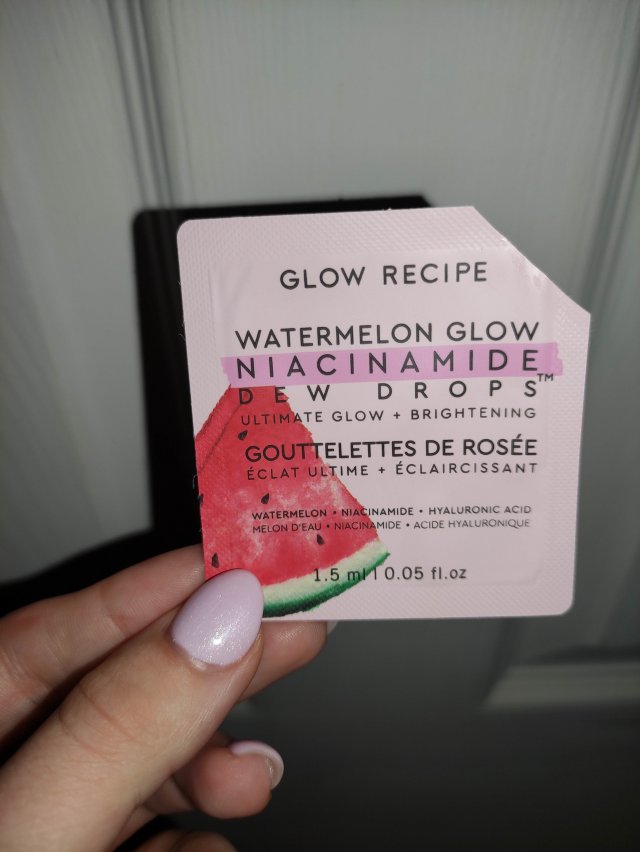 GLOW RECIPE
WATERMELON GLOW
NIACINAMIDE
DEW DROPS™
ULTIMATE GLOW + BRIGHTENING
GOUTTELETTES DE ROSÉE
ÉCLAT ULTIME + ÉCLAIRCISSANT
WATERMELON • NIACINAMIDE • HYALURONIC ACID
MELON D'EAU • NIACINAMIDE • ACIDE HYALURONIQUE
1.5 ml | 0.05 fl.oz